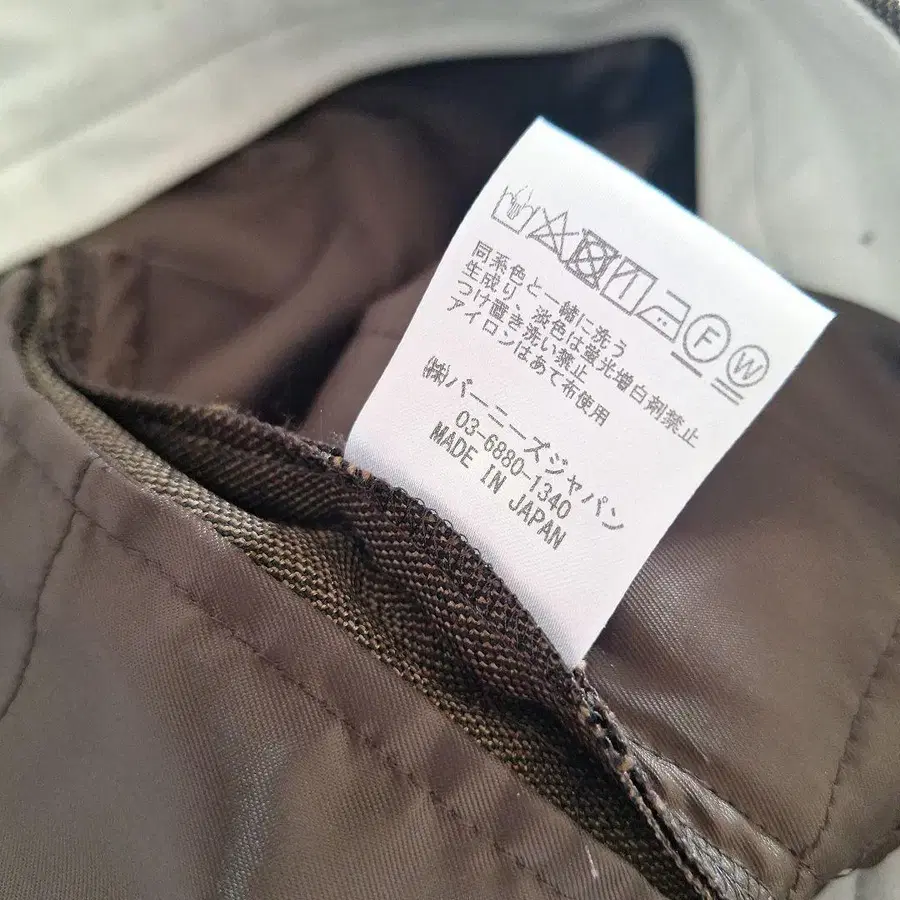 F W
同系色と一緒に洗う
生成り、淡色は蛍光増白剤禁止
つけ置き洗い禁止
アイロンはあて布使用
㈱バーニーズジャパン
03-6880-1340
MADE IN JAPAN